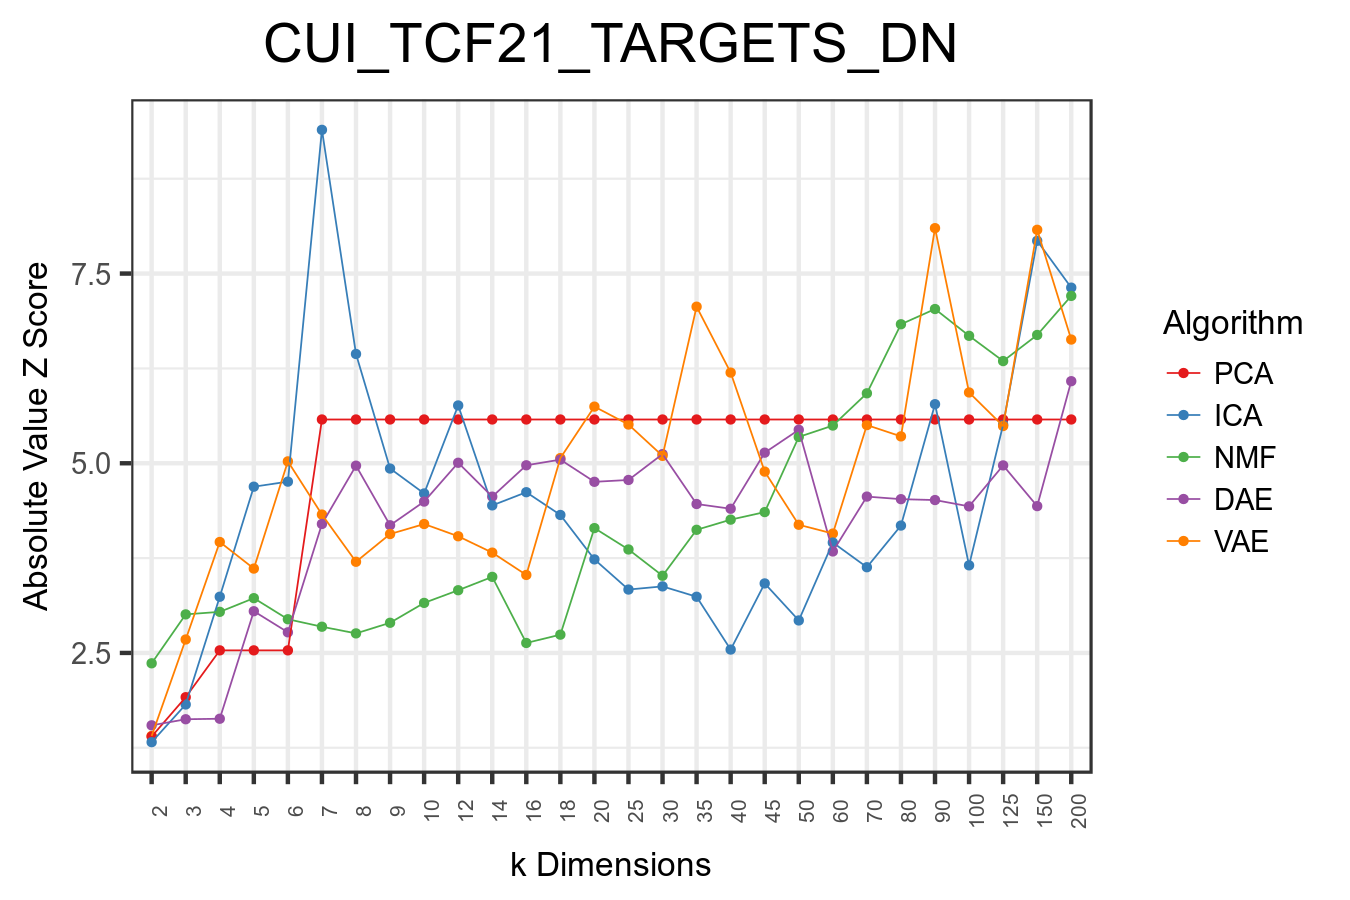 CUI_TCF21_TARGETS_DN
Absolute Value Z Score
7.5
5.0
2.5
2 3 4 5 6 7 8 9 10 12 14 16 18 20 25 30 35 40 45 50 60 70 80 90 100 125 150 200
k Dimensions
Algorithm
PCA
ICA
NMF
DAE
VAE